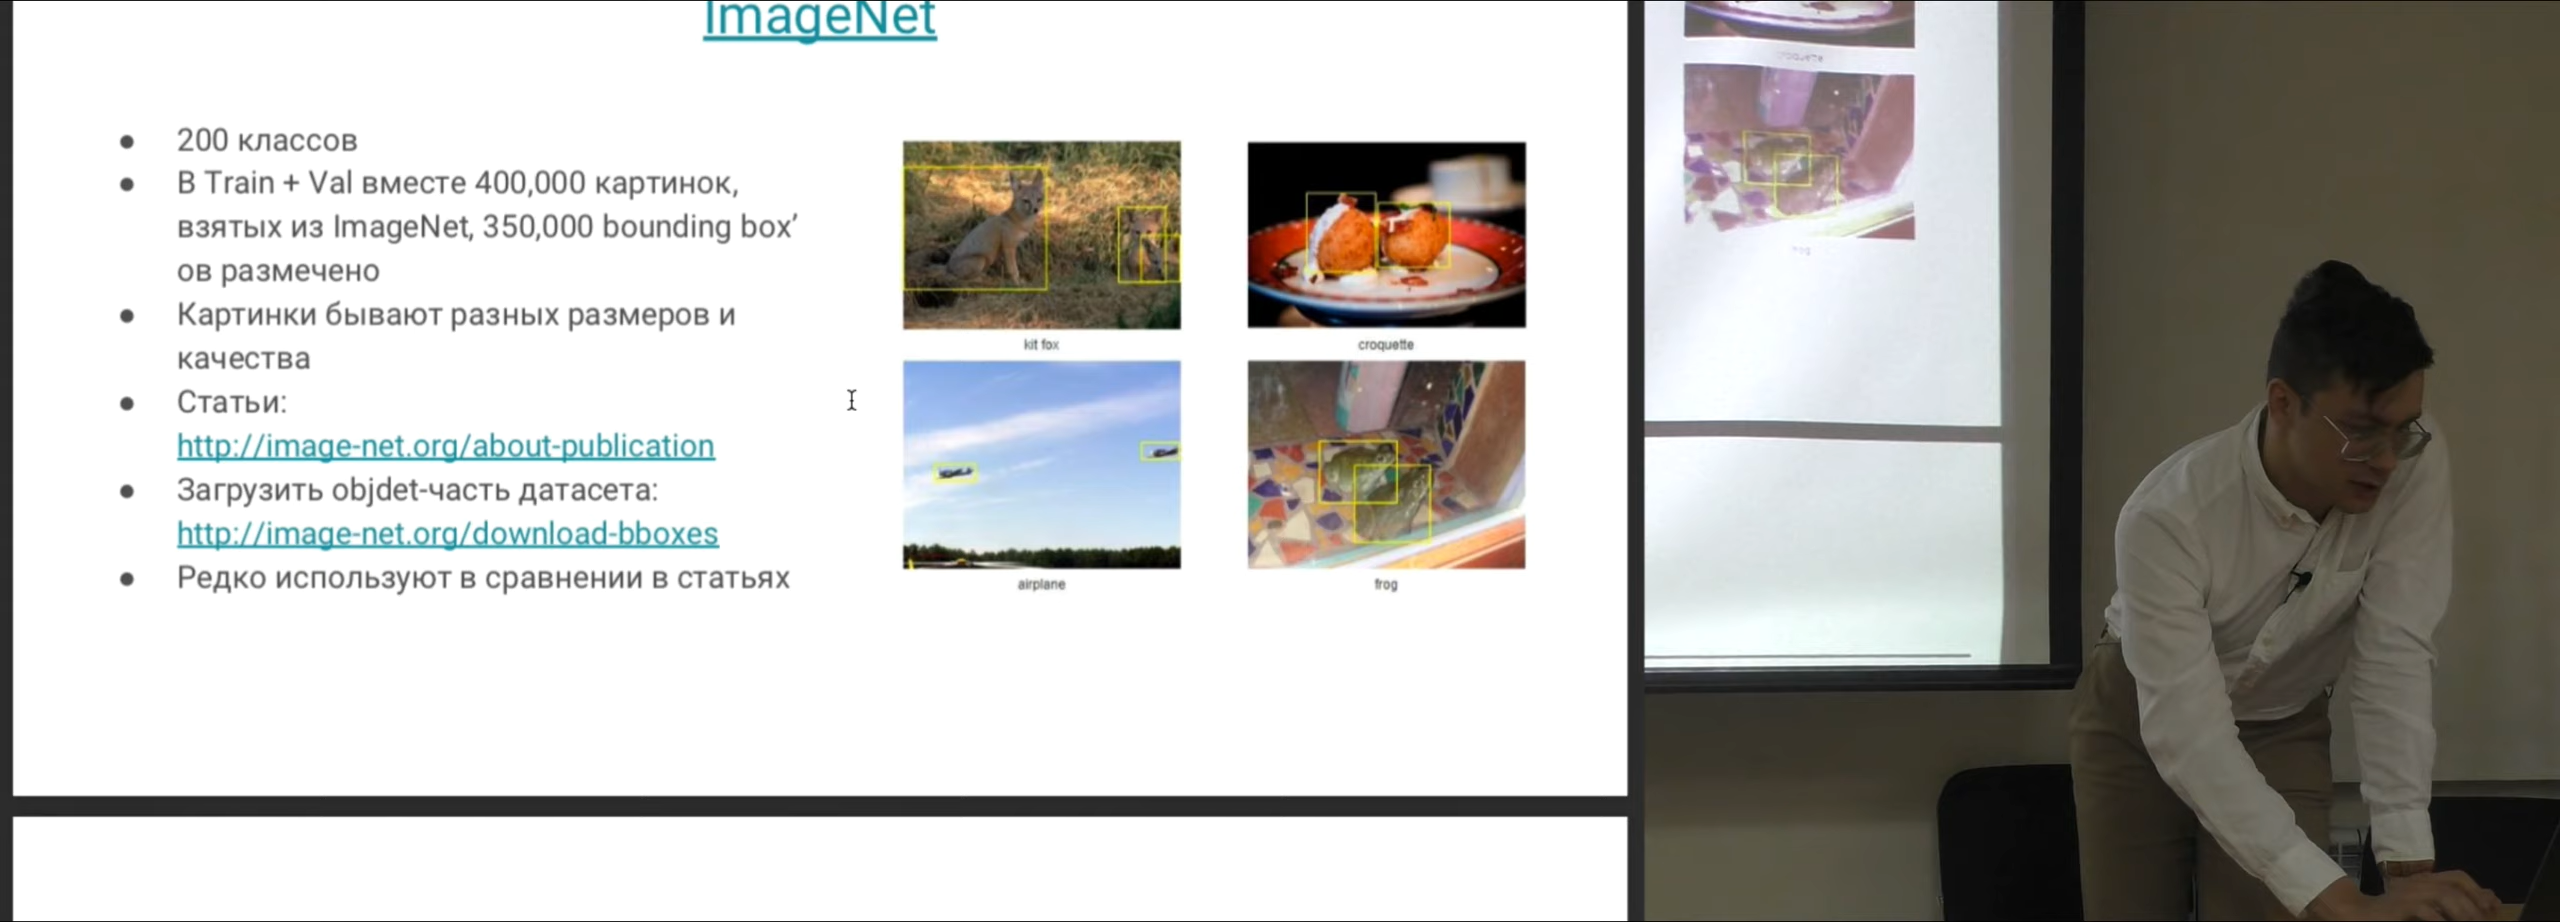 ImageNet
● 200 классов
● В Train + Val вместе 400,000 картинок,
взятых из ImageNet, 350,000 bounding box’
ов размечено
● Картинки бывают разных размеров и
качества
● Статьи:
http://image-net.org/about-publication
● Загрузить objdet-часть датасета:
http://image-net.org/download-bboxes
● Редко используют в сравнении в статьях
kit fox
croquette
airplane
frog